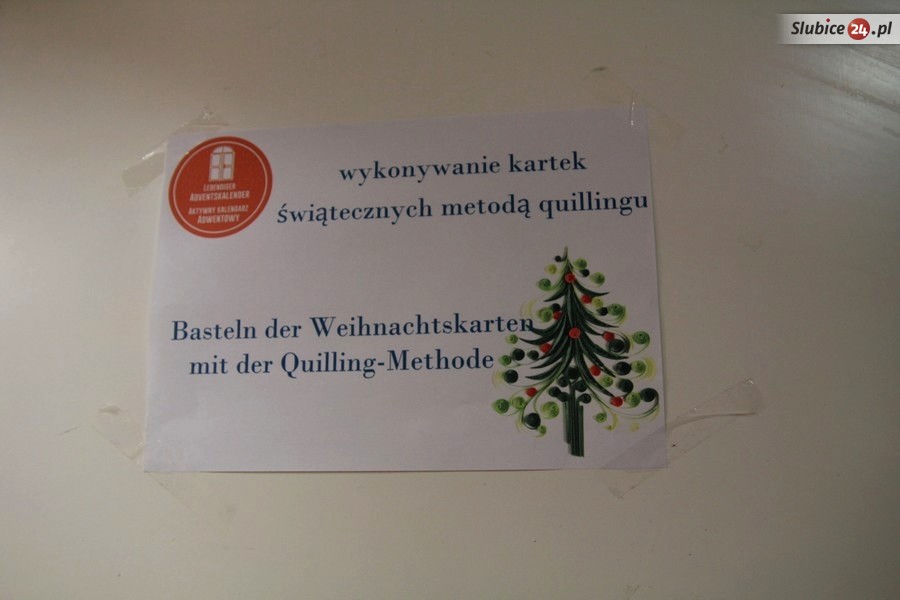 Slubice24.pl
LEBENDIGER
ADVENTSKALENDER
AKTYWNY KALENDARZ
ADWENTOWY
wykonywanie kartek
świątecznych metodą quillingu
Basteln der Weihnachtskarten
mit der Quilling-Methode